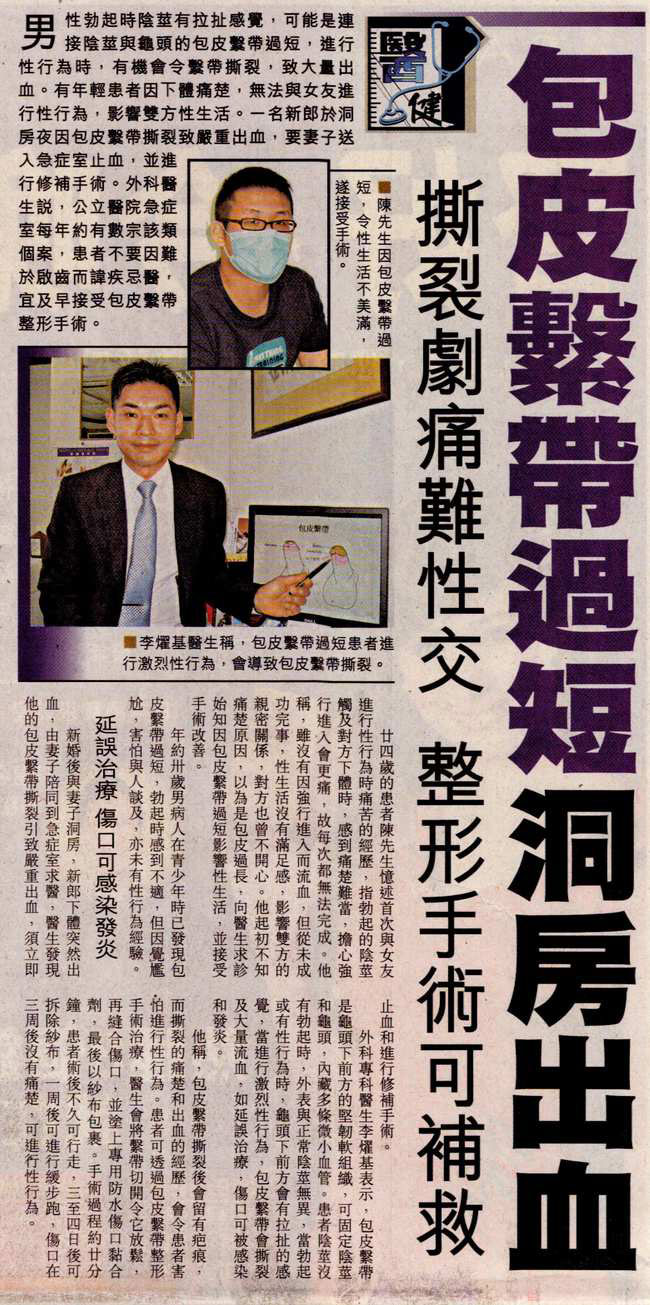 包皮繫帶過短洞房出血
撕裂劇痛難性交 整形手術可補救
醫健
男性勃起時陰莖有拉扯感覺，可能是連
接陰莖與龜頭的包皮繫帶過短，進行
性行為時，有機會令繫帶撕裂，致大量出
血。有年輕患者因下體痛楚，無法與女友進
行性行為，影響雙方性生活。一名新郎於洞
房夜因包皮繫帶撕裂致嚴重出血，要妻子送
入急症室止血，並進
行修補手術。外科醫
生說，公立醫院急症
室每年約有數宗該類
個案，患者不要因難
於啟齒而諱疾忌醫，
宜及早接受包皮繫帶
整形手術。
■陳先生因包皮繫帶過
短，令性生活不美滿，
遂接受手術。
包皮繫帶
■李燿基醫生稱，包皮繫帶過短患者進
行激烈性行為，會導致包皮繫帶撕裂。
廿四歲的患者陳先生憶述首次與女友
進行性行為時痛苦的經歷，指勃起的陰莖
觸及對方下體時，感到痛楚難當，擔心強
行進入會更痛，故每次都無法完成。他
稱，雖沒有因強行進入而流血，但從未成
功完事，性生活沒有滿足感，影響雙方的
親密關係，對方也曾不開心。他起初不知
痛楚原因，以為是包皮過長，向醫生求診
始知因包皮繫帶過短影響性生活，並接受
手術改善。
年約卅歲男病人在青少年時已發現包
皮繫帶過短，勃起時感到不適，但因覺尷
尬，害怕與人談及，亦未有性行為經驗。
延誤治療 傷口可感染發炎
新婚後與妻子洞房，新郎下體突然出
血，由妻子陪同到急症室求醫，醫生發現
他的包皮繫帶撕裂引致嚴重出血，須立即
止血和進行修補手術。
外科專科醫生李燿基表示，包皮繫帶
是龜頭下前方的堅韌軟組織，可固定陰莖
和龜頭，內藏多條微小血管。患者陰莖沒
有勃起時，外表與正常陰莖無異，當勃起
或有性行為時，龜頭下前方會有拉扯的感
覺，當進行激烈性行為，包皮繫帶會撕裂
及大量流血，如延誤治療，傷口可被感染
和發炎。
他稱，包皮繫帶撕裂後會留有疤痕，
而撕裂的痛楚和出血的經歷，會令患者害
怕進行性行為。患者可透過包皮繫帶整形
手術治療，醫生會將繫帶切開令它放鬆，
再縫合傷口，並塗上專用防水傷口黏合
劑，最後以紗布包裹。手術過程約廿分
鐘，患者術後不久可行走，三至四日後可
拆除紗布，一周後可進行緩步跑，傷口在
三周後沒有痛楚，可進行性行為。